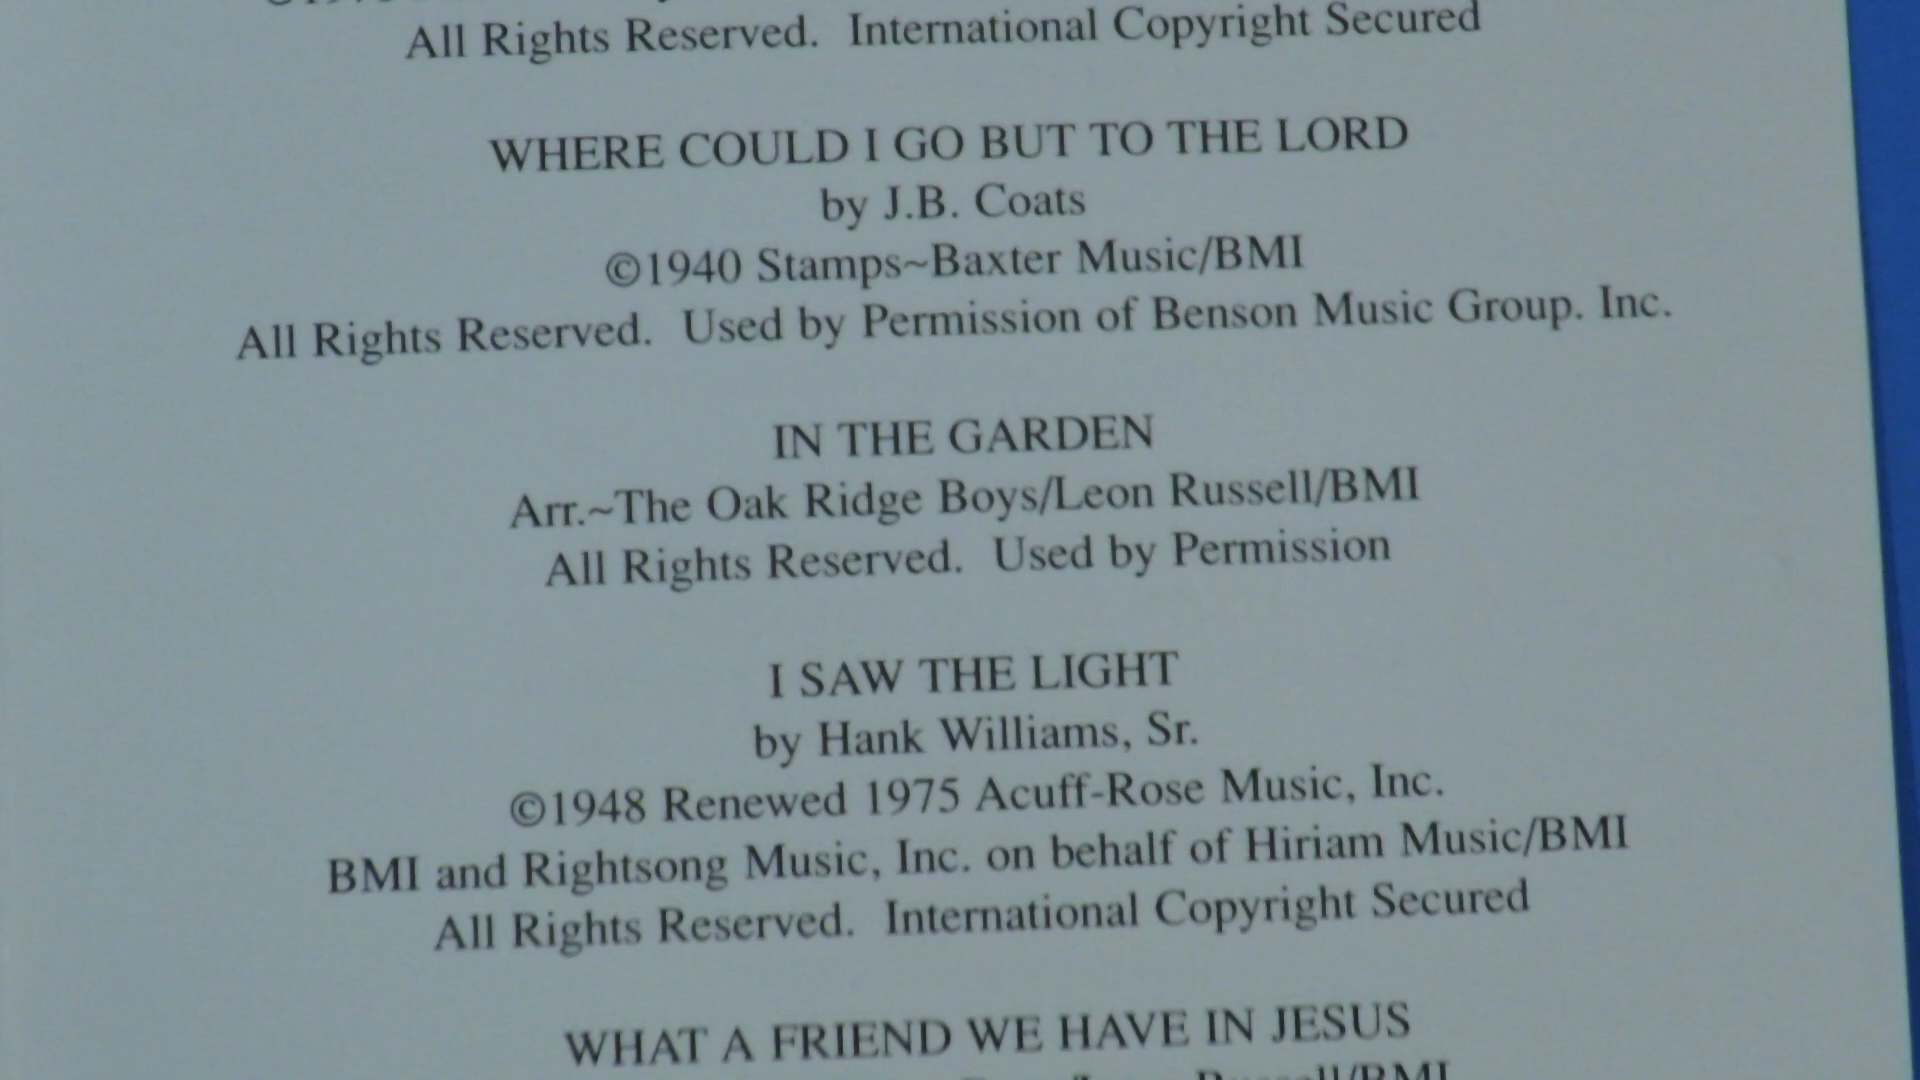 All Rights Reserved. International Copyright Secured
WHERE COULD I GO BUT TO THE LORD
by J.B. Coats
©1940 Stamps~Baxter Music/BMI
All Rights Reserved. Used by Permission of Benson Music Group. Inc.
IN THE GARDEN
Arr.~The Oak Ridge Boys/Leon Russell/BMI
All Rights Reserved. Used by Permission
I SAW THE LIGHT
by Hank Williams, Sr.
©1948 Renewed 1975 Acuff-Rose Music, Inc.
BMI and Rightsong Music, Inc. on behalf of Hiriam Music/BMI
All Rights Reserved. International Copyright Secured
WHAT A FRIEND WE HAVE IN JESUS